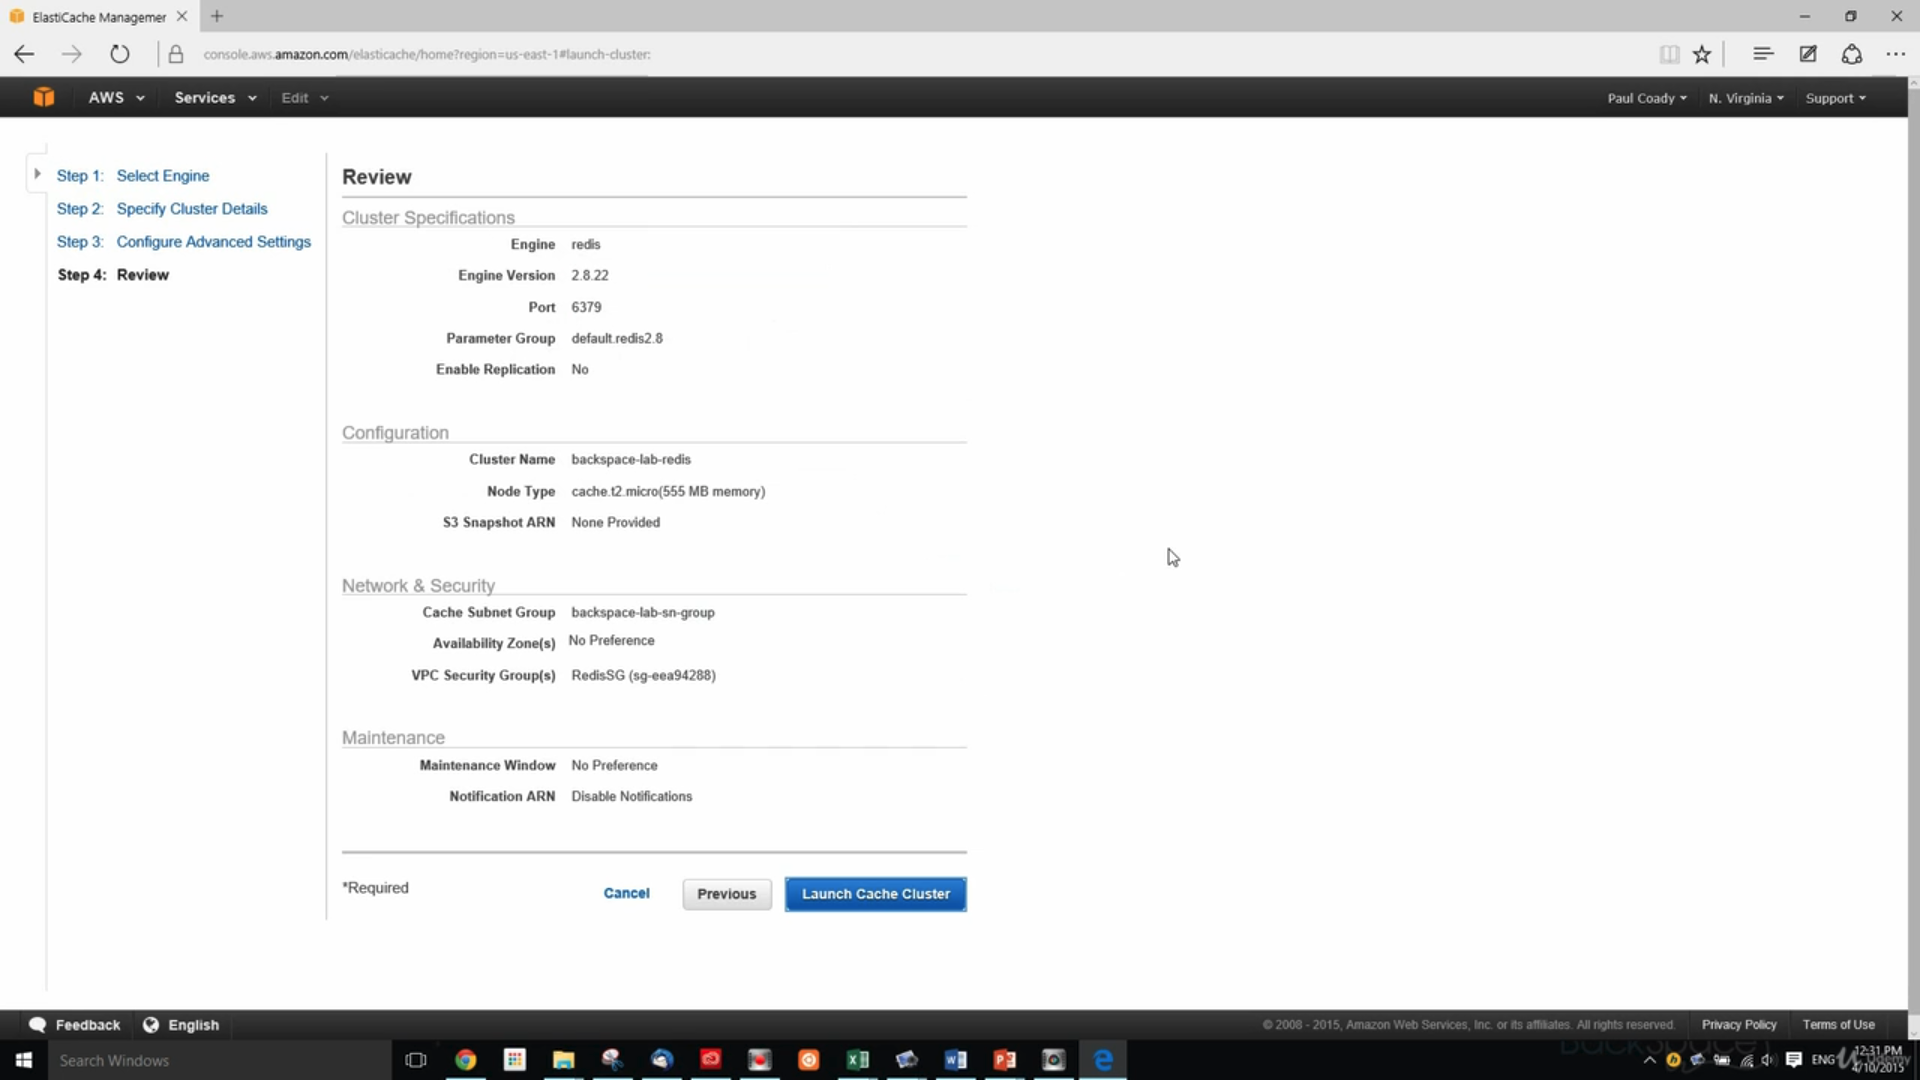 ElastiCache Managemer
console.aws.amazon.com/elasticache/home?region=us-east-1#launch-cluster:
AWS Services Edit Paul Coady N. Virginia Support
Step 1: Select Engine
Step 2: Specify Cluster Details
Step 3: Configure Advanced Settings
Step 4: Review
Review
Cluster Specifications
Engine redis
Engine Version 2.8.22
Port 6379
Parameter Group default.redis2.8
Enable Replication No
Configuration
Cluster Name backspace-lab-redis
Node Type cache.t2.micro(555 MB memory)
S3 Snapshot ARN None Provided
Network & Security
Cache Subnet Group backspace-lab-sn-group
Availability Zone(s) No Preference
VPC Security Group(s) RedisSG (sg-eea94288)
Maintenance
Maintenance Window No Preference
Notification ARN Disable Notifications
*Required Cancel Previous Launch Cache Cluster
Feedback English © 2008 - 2015, Amazon Web Services, Inc. or its affiliates. All rights reserved. Privacy Policy Terms of Use
Search Windows
ENG
12:31 PM
4/10/2015